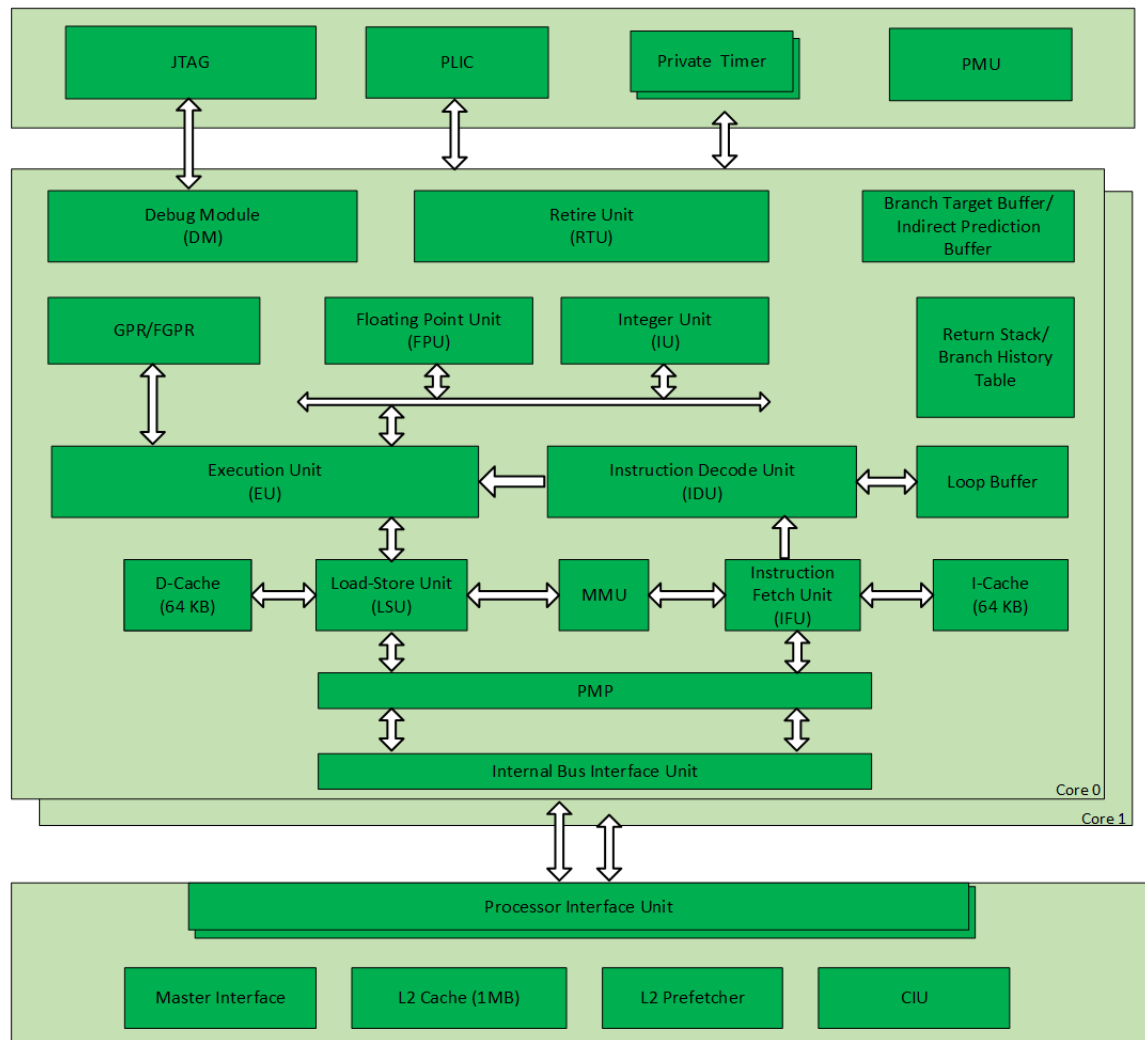 JTAG
PLIC
Private Timer
PMU
Debug Module
(DM)
Retire Unit
(RTU)
Branch Target Buffer/
Indirect Prediction
Buffer
GPR/FGPR
Floating Point Unit
(FPU)
Integer Unit
(IU)
Return Stack/
Branch History
Table
Execution Unit
(EU)
Instruction Decode Unit
(IDU)
Loop Buffer
D-Cache
(64 KB)
Load-Store Unit
(LSU)
MMU
Instruction
Fetch Unit
(IFU)
I-Cache
(64 KB)
PMP
Internal Bus Interface Unit
Core 0
Core 1
Processor Interface Unit
Master Interface
L2 Cache (1MB)
L2 Prefetcher
CIU